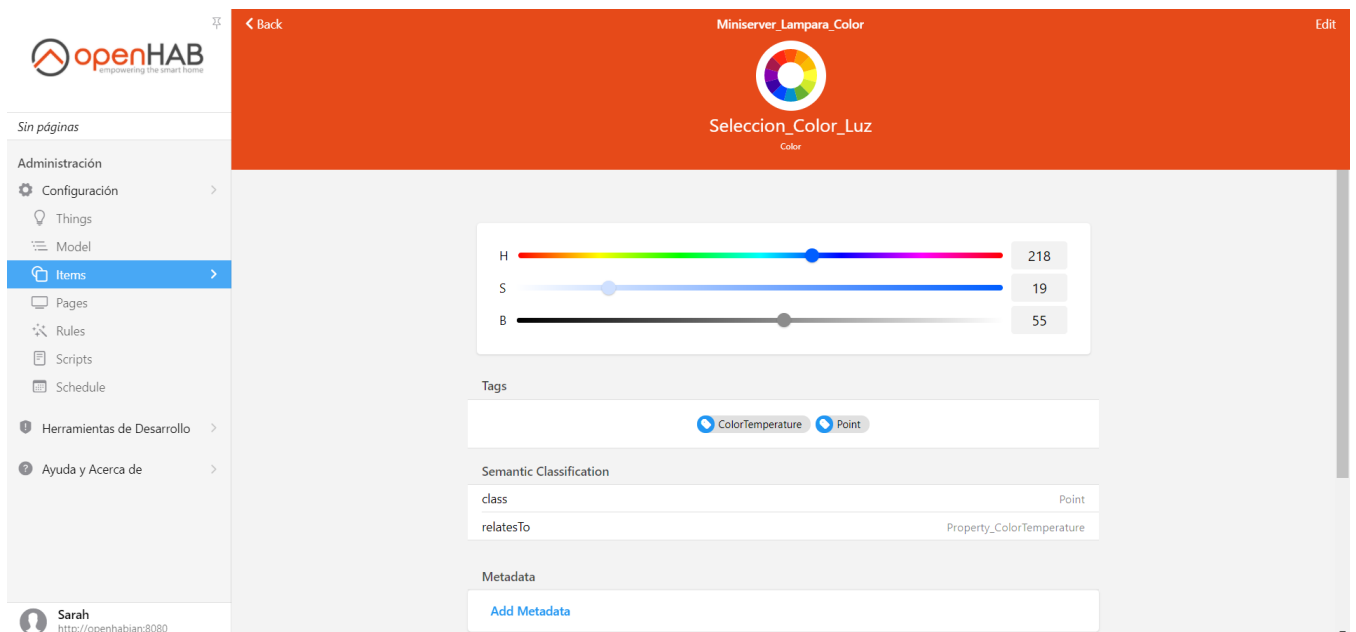 openHAB
empowering the smart home
Sin páginas
Administración
Configuración
Things
Model
Items
Pages
Rules
Scripts
Schedule
Herramientas de Desarrollo
Ayuda y Acerca de
Sarah
http://openhabian:8080
Back
Miniserver_Lampara_Color
Edit
Seleccion_Color_Luz
Color
H 218
S 19
B 55
Tags
ColorTemperature Point
Semantic Classification
class Point
relatesTo Property_ColorTemperature
Metadata
Add Metadata